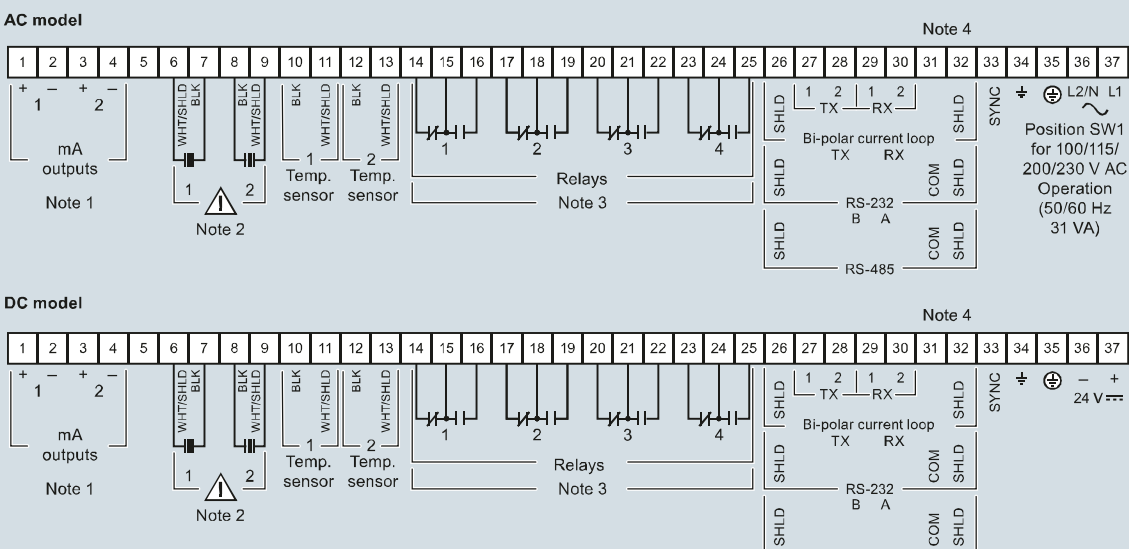 AC model
Note 4
1 2 3 4 5 6 7 8 9 10 11 12 13 14 15 16 17 18 19 20 21 22 23 24 25 26 27 28 29 30 31 32 33 34 35 36 37
+ − + −
1 2
mA
outputs
Note 1
WHT/SHLD
BLK
BLK
WHT/SHLD
1 2
Note 2
BLK
WHT/SHLD
1
Temp.
sensor
BLK
WHT/SHLD
2
Temp.
sensor
1 2 3 4
Relays
Note 3
SHLD
1 2 1 2
TX RX
SHLD
Bi-polar current loop
SHLD
TX RX
COM
SHLD
RS-232
SHLD
B A
COM
SHLD
RS-485
SYNC
L2/N L1
Position SW1
for 100/115/
200/230 V AC
Operation
(50/60 Hz
31 VA)
DC model
Note 4
1 2 3 4 5 6 7 8 9 10 11 12 13 14 15 16 17 18 19 20 21 22 23 24 25 26 27 28 29 30 31 32 33 34 35 36 37
+ − + −
1 2
mA
outputs
Note 1
WHT/SHLD
BLK
BLK
WHT/SHLD
1 2
Note 2
BLK
WHT/SHLD
1
Temp.
sensor
BLK
WHT/SHLD
2
Temp.
sensor
1 2 3 4
Relays
Note 3
SHLD
1 2 1 2
TX RX
SHLD
Bi-polar current loop
SHLD
TX RX
COM
SHLD
RS-232
SHLD
B A
COM
SHLD
SYNC
− +
24 V